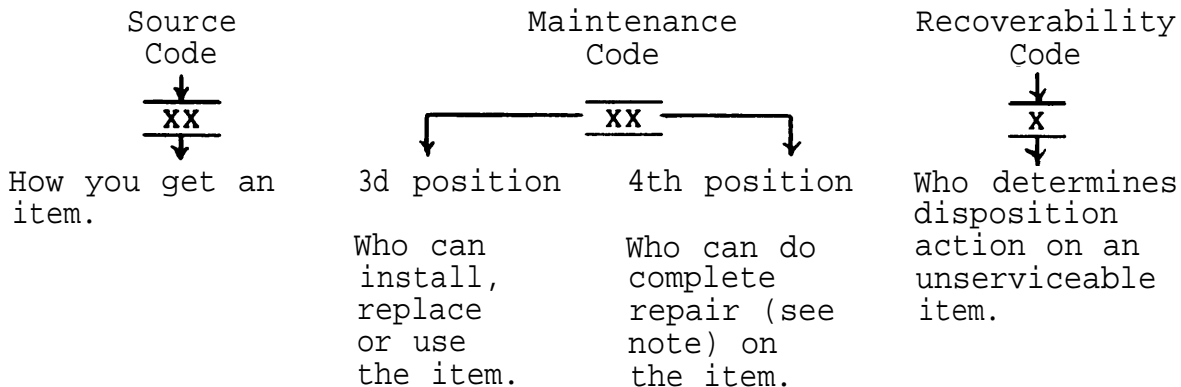 Source
Code
XX
How you get an
item.
Maintenance
Code
XX
3d position
Who can
install,
replace
or use
the item.
4th position
Who can do
complete
repair (see
note) on
the item.
Recoverability
Code
X
Who determines
disposition
action on an
unserviceable
item.